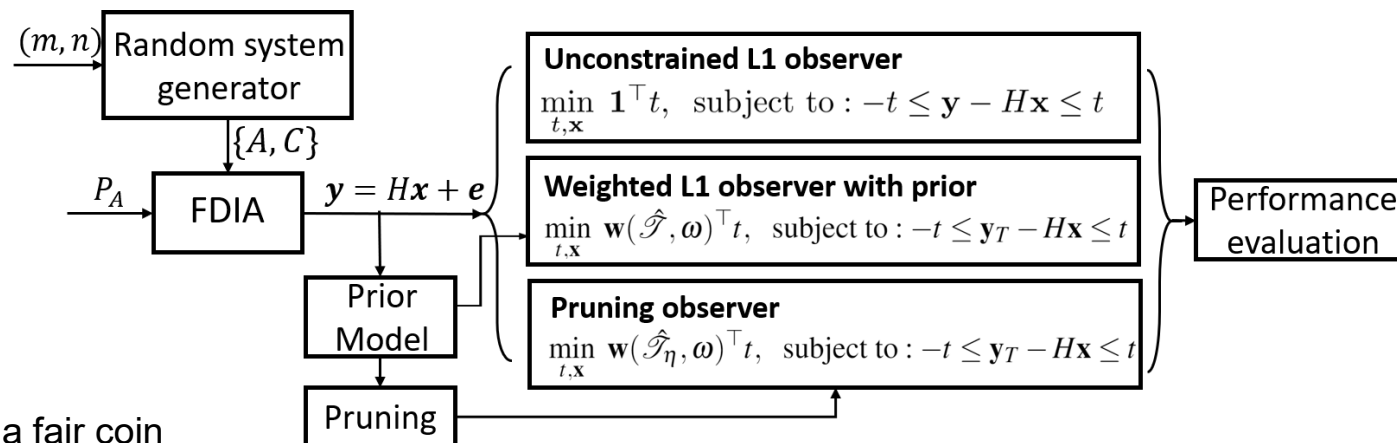 (m, n)
Random system
generator
{A, C}
P_A
FDIA
y = Hx + e
Prior
Model
Pruning
Unconstrained L1 observer
min_{t,x} 1^⊤ t, subject to : −t ≤ y − Hx ≤ t
Weighted L1 observer with prior
min_{t,x} w(𝒯̂, ω)^⊤ t, subject to : −t ≤ y_T − Hx ≤ t
Pruning observer
min_{t,x} w(𝒯̂_η, ω)^⊤ t, subject to : −t ≤ y_T − Hx ≤ t
Performance
evaluation
a fair coin